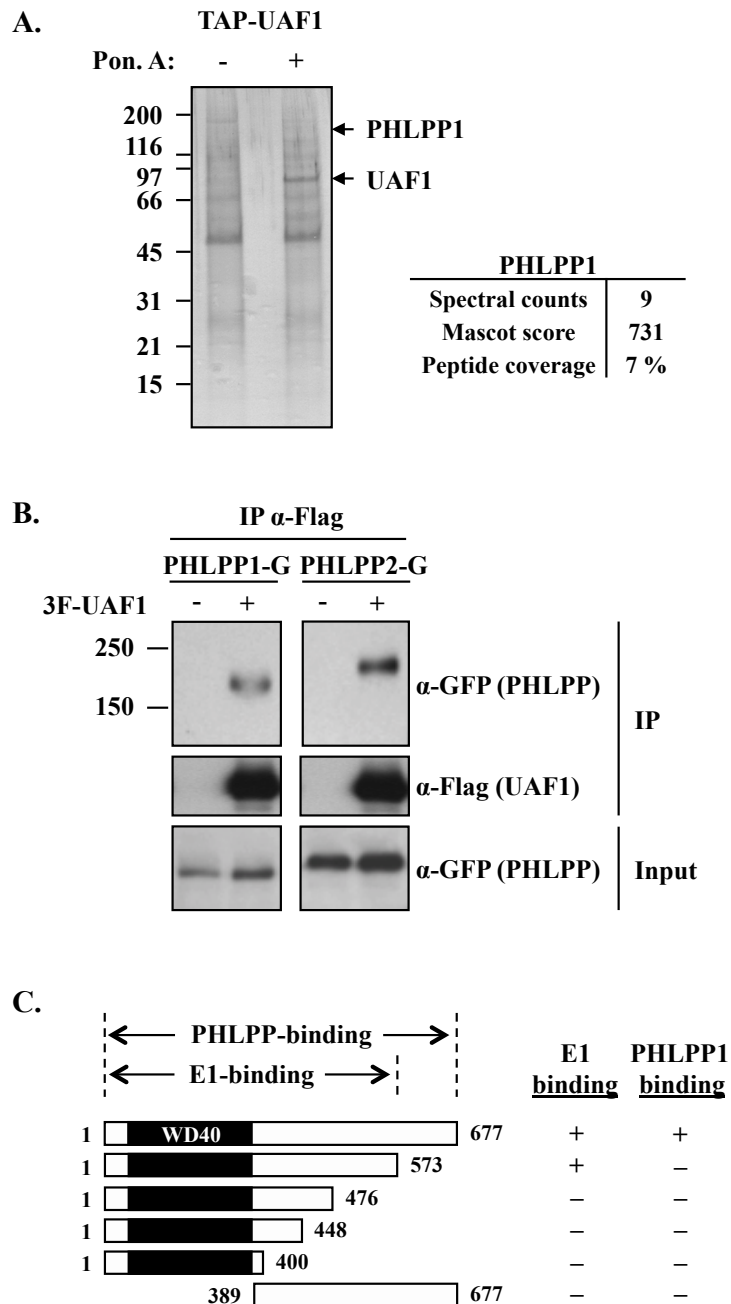 A.
TAP-UAF1
Pon. A: - +
200
116
97
66
45
31
21
15
PHLPP1
UAF1
PHLPP1
Spectral counts 9
Mascot score 731
Peptide coverage 7 %
B.
IP α-Flag
PHLPP1-G PHLPP2-G
3F-UAF1 - + - +
250
150
α-GFP (PHLPP)
α-Flag (UAF1)
IP
α-GFP (PHLPP)
Input
C.
PHLPP-binding
E1-binding
E1 binding
PHLPP1 binding
1 WD40 677 + +
1 573 + –
1 476 – –
1 448 – –
1 400 – –
389 677 – –